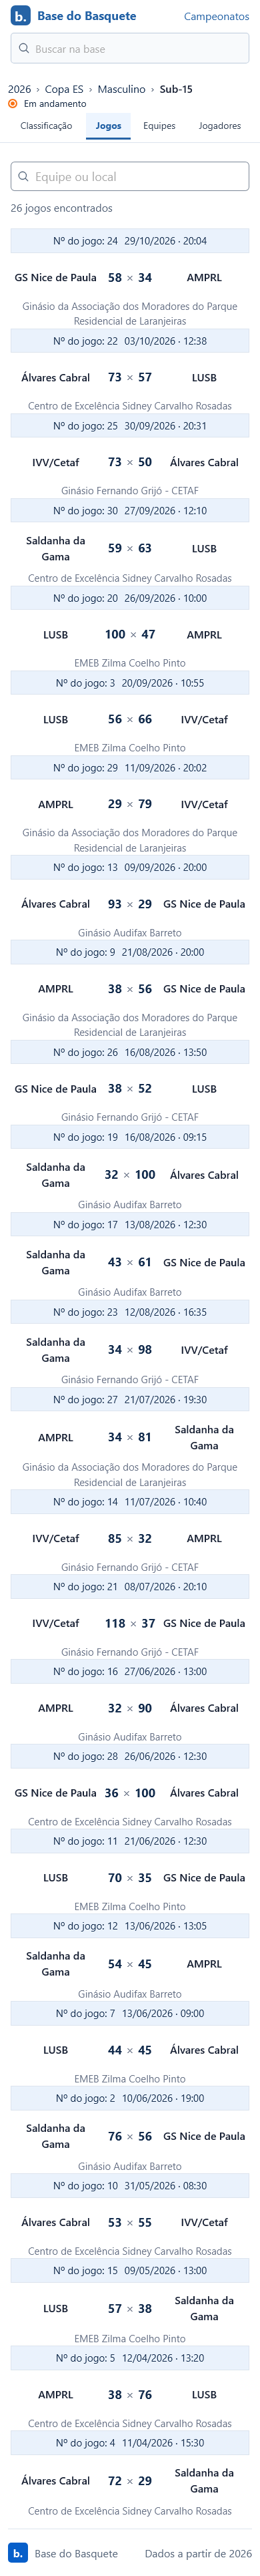 b. Base do Basquete Campeonatos
Buscar na base
2026 › Copa ES › Masculino › Sub-15
Em andamento
Classificação Jogos Equipes Jogadores
Equipe ou local
26 jogos encontrados
Nº do jogo: 24 29/10/2026 · 20:04
GS Nice de Paula 58 × 34 AMPRL
Ginásio da Associação dos Moradores do Parque
Residencial de Laranjeiras
Nº do jogo: 22 03/10/2026 · 12:38
Álvares Cabral 73 × 57 LUSB
Centro de Excelência Sidney Carvalho Rosadas
Nº do jogo: 25 30/09/2026 · 20:31
IVV/Cetaf 73 × 50 Álvares Cabral
Ginásio Fernando Grijó - CETAF
Nº do jogo: 30 27/09/2026 · 12:10
Saldanha da
Gama 59 × 63 LUSB
Centro de Excelência Sidney Carvalho Rosadas
Nº do jogo: 20 26/09/2026 · 10:00
LUSB 100 × 47 AMPRL
EMEB Zilma Coelho Pinto
Nº do jogo: 3 20/09/2026 · 10:55
LUSB 56 × 66 IVV/Cetaf
EMEB Zilma Coelho Pinto
Nº do jogo: 29 11/09/2026 · 20:02
AMPRL 29 × 79 IVV/Cetaf
Ginásio da Associação dos Moradores do Parque
Residencial de Laranjeiras
Nº do jogo: 13 09/09/2026 · 20:00
Álvares Cabral 93 × 29 GS Nice de Paula
Ginásio Audifax Barreto
Nº do jogo: 9 21/08/2026 · 20:00
AMPRL 38 × 56 GS Nice de Paula
Ginásio da Associação dos Moradores do Parque
Residencial de Laranjeiras
Nº do jogo: 26 16/08/2026 · 13:50
GS Nice de Paula 38 × 52 LUSB
Ginásio Fernando Grijó - CETAF
Nº do jogo: 19 16/08/2026 · 09:15
Saldanha da
Gama 32 × 100 Álvares Cabral
Ginásio Audifax Barreto
Nº do jogo: 17 13/08/2026 · 12:30
Saldanha da
Gama 43 × 61 GS Nice de Paula
Ginásio Audifax Barreto
Nº do jogo: 23 12/08/2026 · 16:35
Saldanha da
Gama 34 × 98 IVV/Cetaf
Ginásio Fernando Grijó - CETAF
Nº do jogo: 27 21/07/2026 · 19:30
AMPRL 34 × 81 Saldanha da
Gama
Ginásio da Associação dos Moradores do Parque
Residencial de Laranjeiras
Nº do jogo: 14 11/07/2026 · 10:40
IVV/Cetaf 85 × 32 AMPRL
Ginásio Fernando Grijó - CETAF
Nº do jogo: 21 08/07/2026 · 20:10
IVV/Cetaf 118 × 37 GS Nice de Paula
Ginásio Fernando Grijó - CETAF
Nº do jogo: 16 27/06/2026 · 13:00
AMPRL 32 × 90 Álvares Cabral
Ginásio Audifax Barreto
Nº do jogo: 28 26/06/2026 · 12:30
GS Nice de Paula 36 × 100 Álvares Cabral
Centro de Excelência Sidney Carvalho Rosadas
Nº do jogo: 11 21/06/2026 · 12:30
LUSB 70 × 35 GS Nice de Paula
EMEB Zilma Coelho Pinto
Nº do jogo: 12 13/06/2026 · 13:05
Saldanha da
Gama 54 × 45 AMPRL
Ginásio Audifax Barreto
Nº do jogo: 7 13/06/2026 · 09:00
LUSB 44 × 45 Álvares Cabral
EMEB Zilma Coelho Pinto
Nº do jogo: 2 10/06/2026 · 19:00
Saldanha da
Gama 76 × 56 GS Nice de Paula
Ginásio Audifax Barreto
Nº do jogo: 10 31/05/2026 · 08:30
Álvares Cabral 53 × 55 IVV/Cetaf
Centro de Excelência Sidney Carvalho Rosadas
Nº do jogo: 15 09/05/2026 · 13:00
LUSB 57 × 38 Saldanha da
Gama
EMEB Zilma Coelho Pinto
Nº do jogo: 5 12/04/2026 · 13:20
AMPRL 38 × 76 LUSB
Centro de Excelência Sidney Carvalho Rosadas
Nº do jogo: 4 11/04/2026 · 15:30
Álvares Cabral 72 × 29 Saldanha da
Gama
Centro de Excelência Sidney Carvalho Rosadas
b. Base do Basquete Dados a partir de 2026